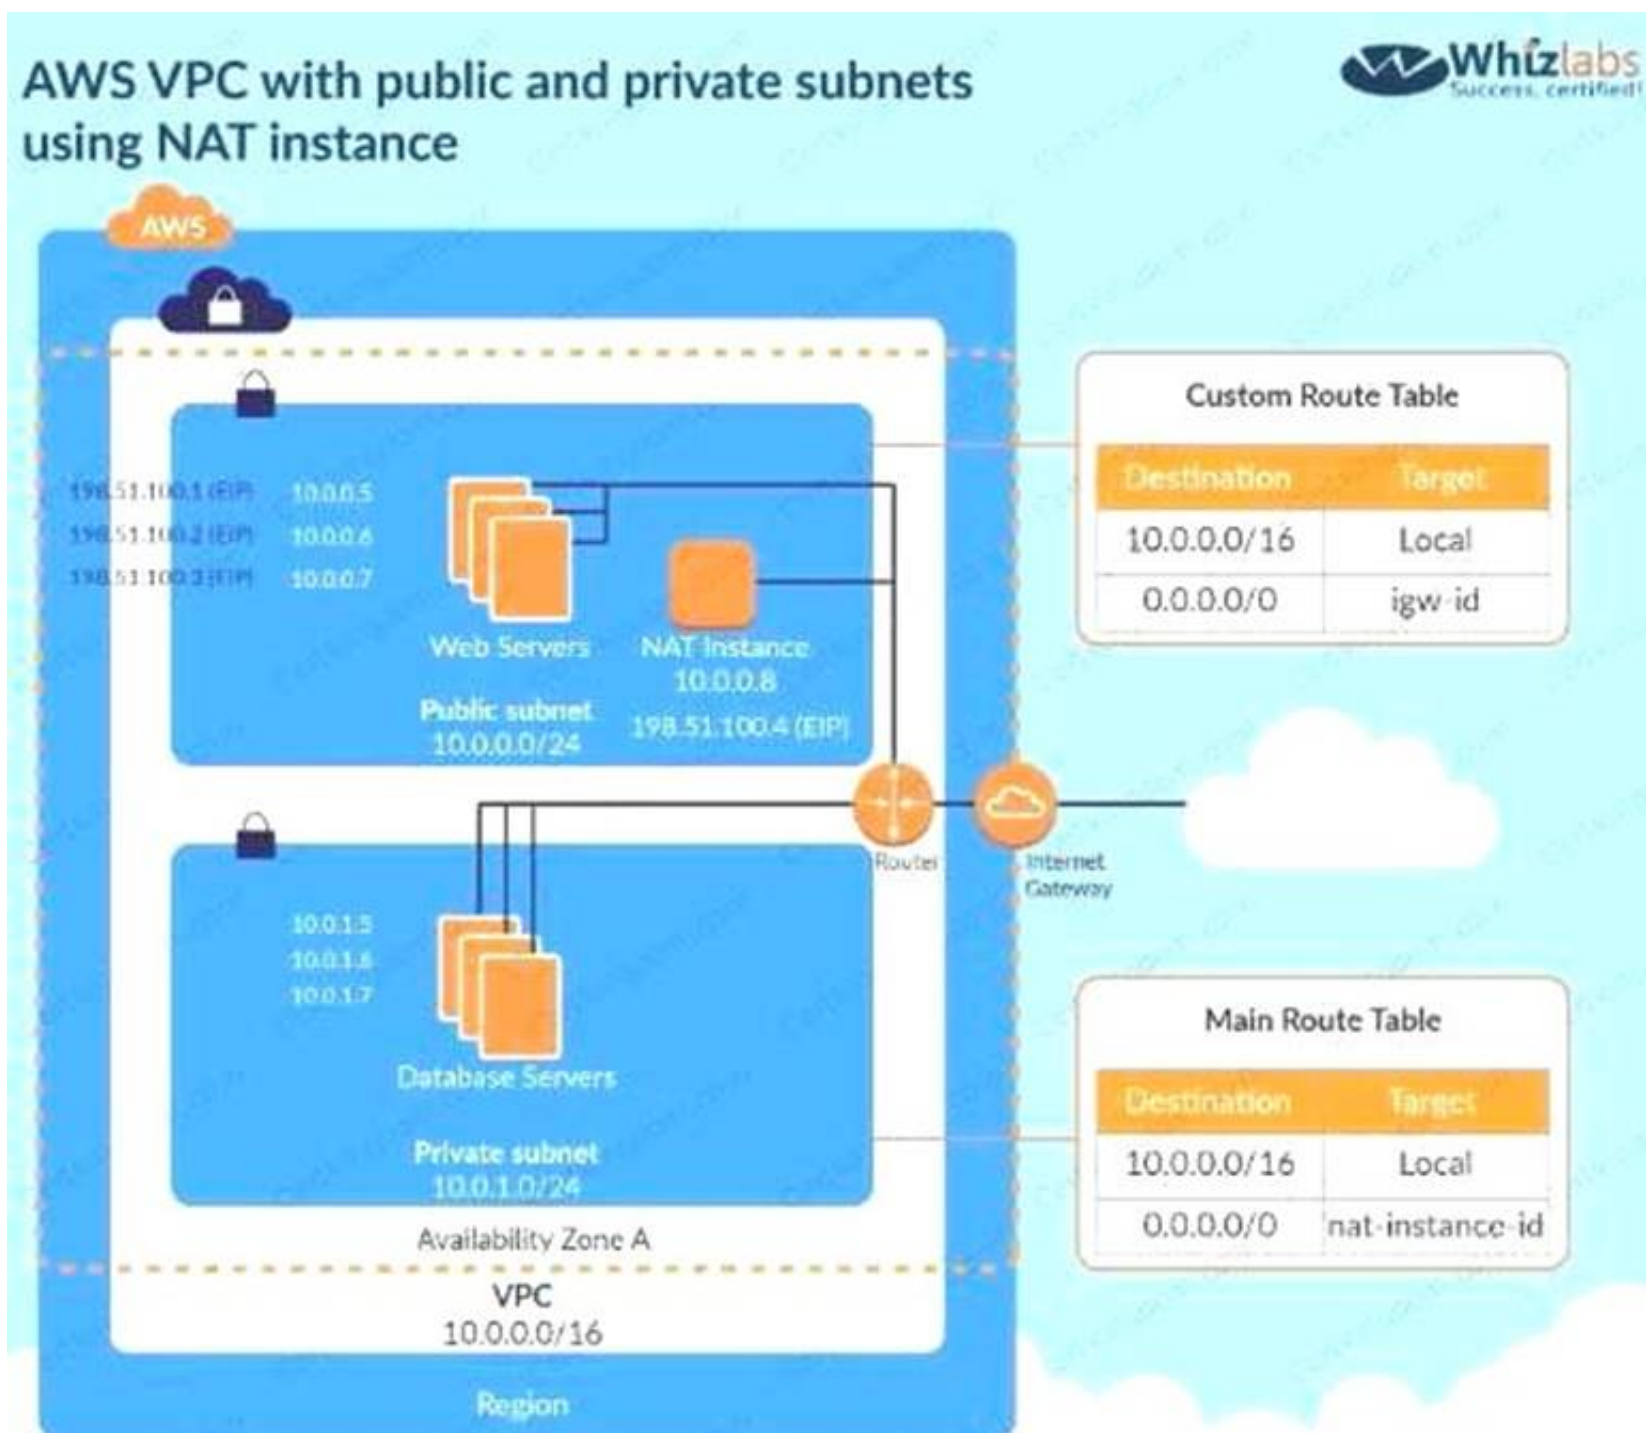 AWS VPC with public and private subnets
using NAT instance
Whizlabs
Success, certified!
AWS
198.51.100.1 (EIP) 10.0.0.5
198.51.100.2 (EIP) 10.0.0.6
198.51.100.3 (EIP) 10.0.0.7
Web Servers
NAT Instance
10.0.0.8
198.51.100.4 (EIP)
Public subnet
10.0.0.0/24
Custom Route Table
Destination Target
10.0.0.0/16 Local
0.0.0.0/0 igw-id
Router
Internet
Gateway
10.0.1.5
10.0.1.6
10.0.1.7
Database Servers
Private subnet
10.0.1.0/24
Main Route Table
Destination Target
10.0.0.0/16 Local
0.0.0.0/0 nat-instance-id
Availability Zone A
VPC
10.0.0.0/16
Region